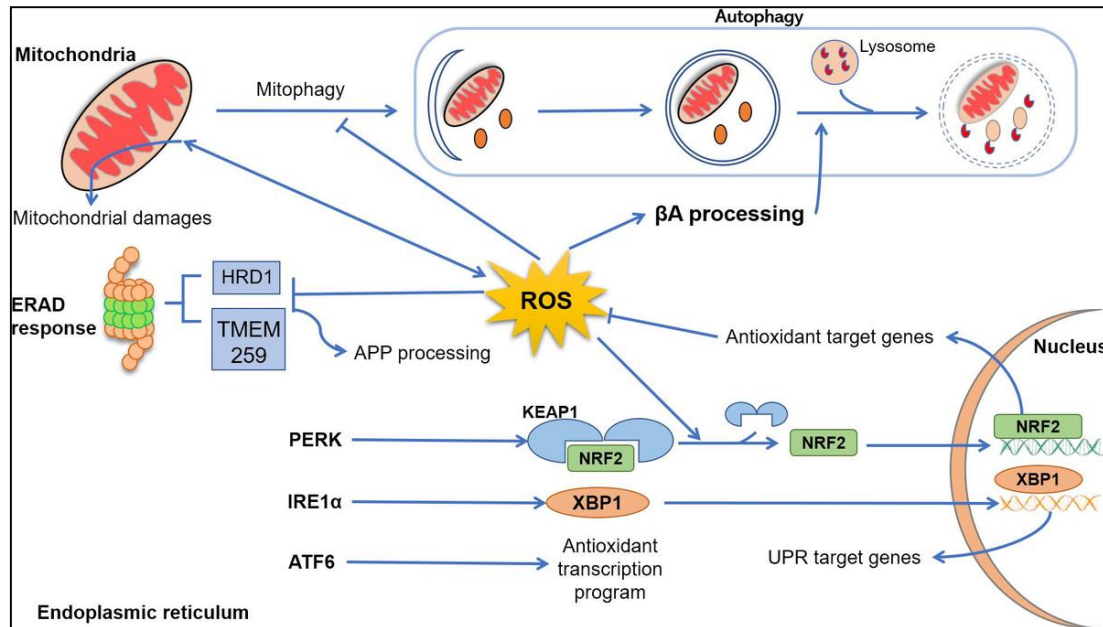 Autophagy
Mitochondria
Lysosome
Mitophagy
Mitochondrial damages
βA processing
HRD1
ERAD
response
TMEM
259
ROS
APP processing
Antioxidant target genes
Nucleus
KEAP1
NRF2
PERK
NRF2
NRF2
XBP1
IRE1α
XBP1
ATF6
Antioxidant
transcription
program
UPR target genes
Endoplasmic reticulum